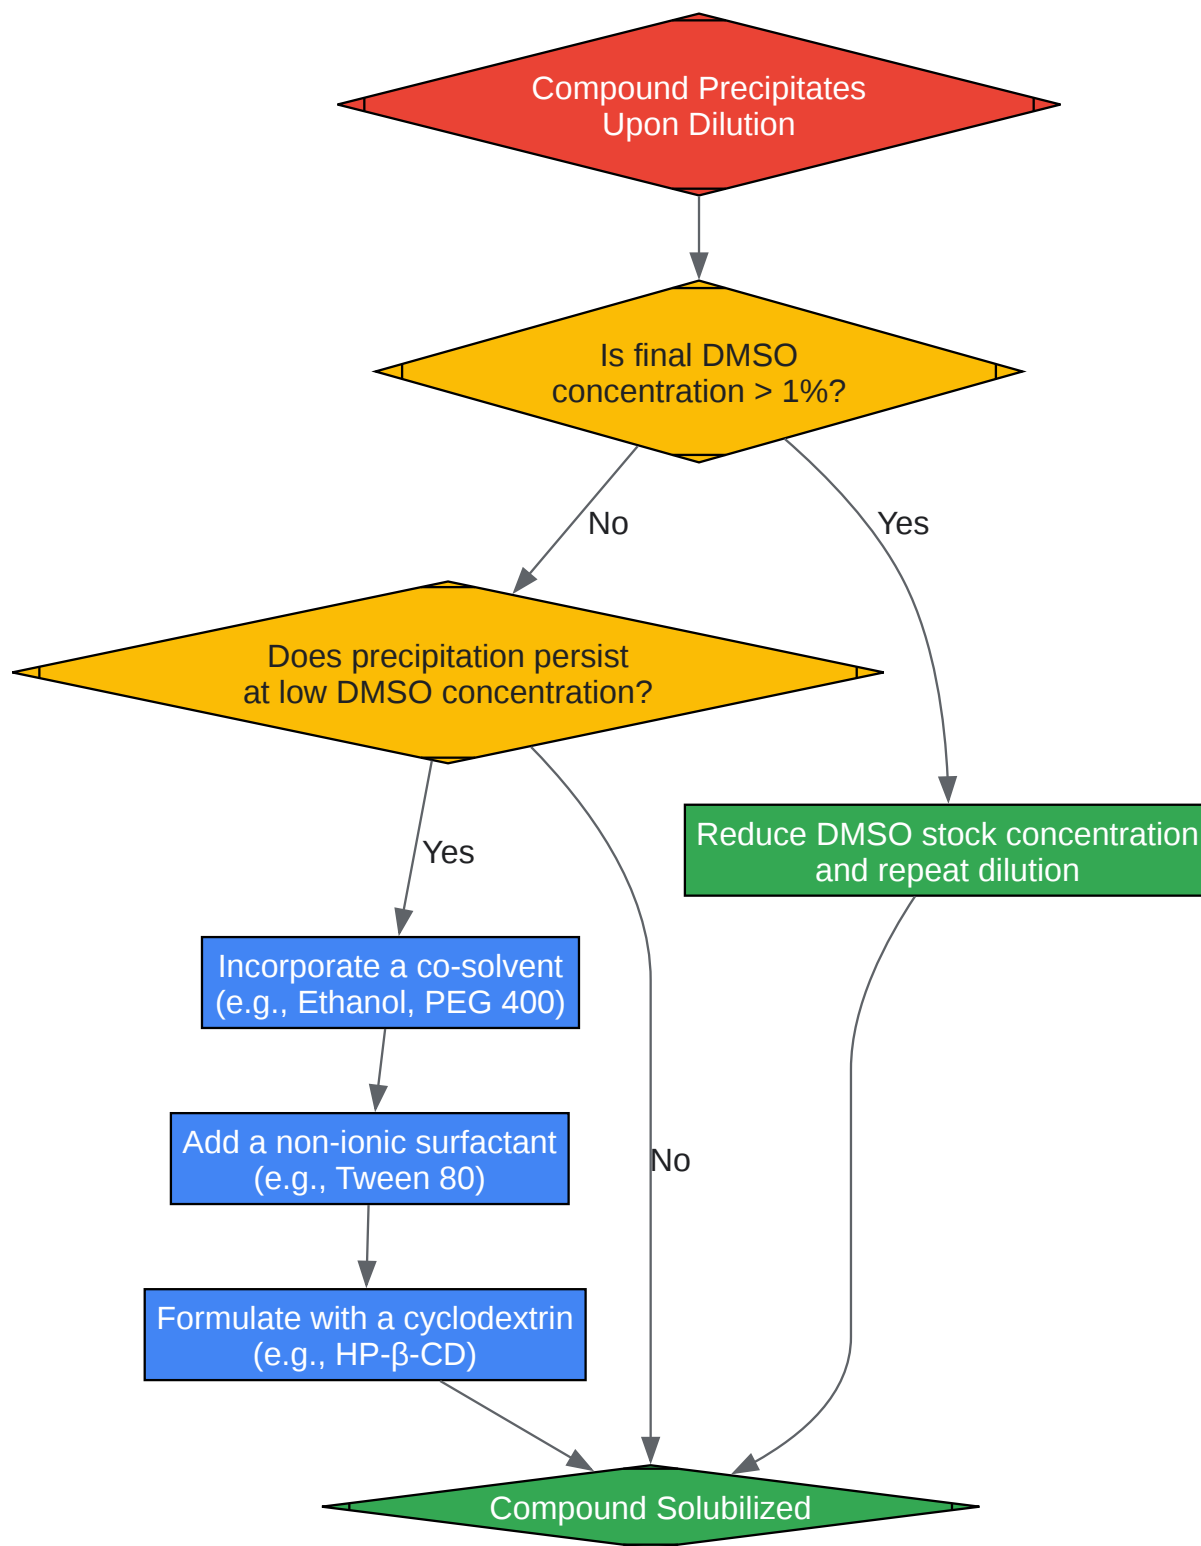 Compound Precipitates
Upon Dilution
Is final DMSO
concentration > 1%?
No
Yes
Does precipitation persist
at low DMSO concentration?
Reduce DMSO stock concentration
and repeat dilution
Yes
Incorporate a co-solvent
(e.g., Ethanol, PEG 400)
Add a non-ionic surfactant
(e.g., Tween 80)
No
Formulate with a cyclodextrin
(e.g., HP-β-CD)
Compound Solubilized